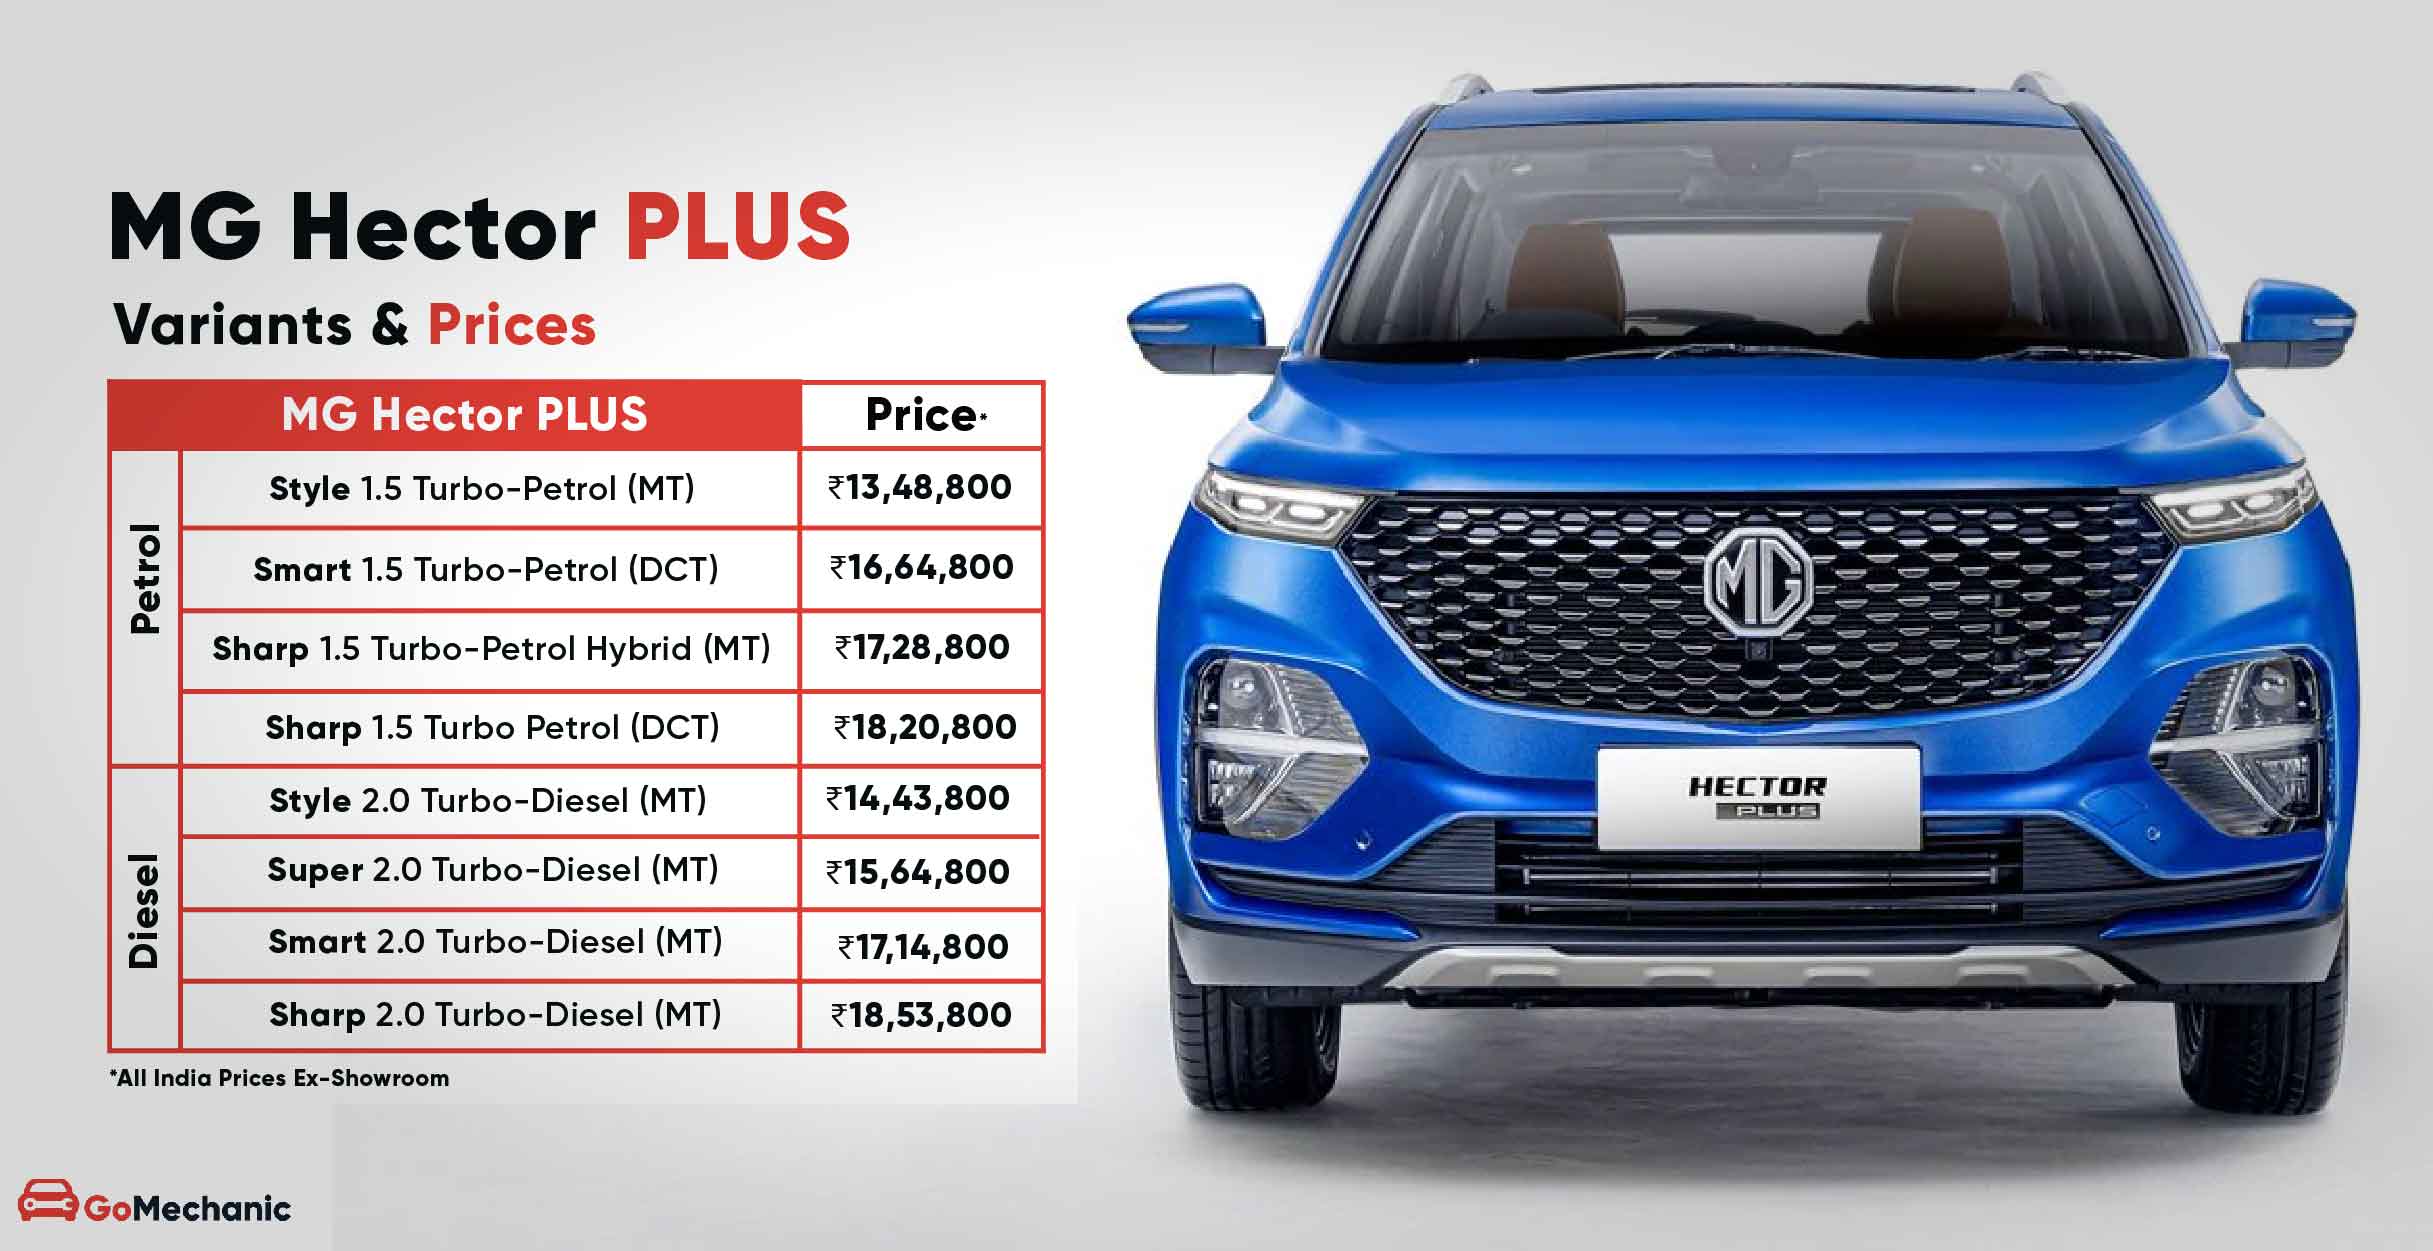 MG Hector PLUS
Variants & Prices
MG Hector PLUS Price*
Petrol
Style 1.5 Turbo-Petrol (MT) ₹13,48,800
Smart 1.5 Turbo-Petrol (DCT) ₹16,64,800
Sharp 1.5 Turbo-Petrol Hybrid (MT) ₹17,28,800
Sharp 1.5 Turbo Petrol (DCT) ₹18,20,800
Diesel
Style 2.0 Turbo-Diesel (MT) ₹14,43,800
Super 2.0 Turbo-Diesel (MT) ₹15,64,800
Smart 2.0 Turbo-Diesel (MT) ₹17,14,800
Sharp 2.0 Turbo-Diesel (MT) ₹18,53,800
*All India Prices Ex-Showroom
GoMechanic
MG
HECTOR
PLUS